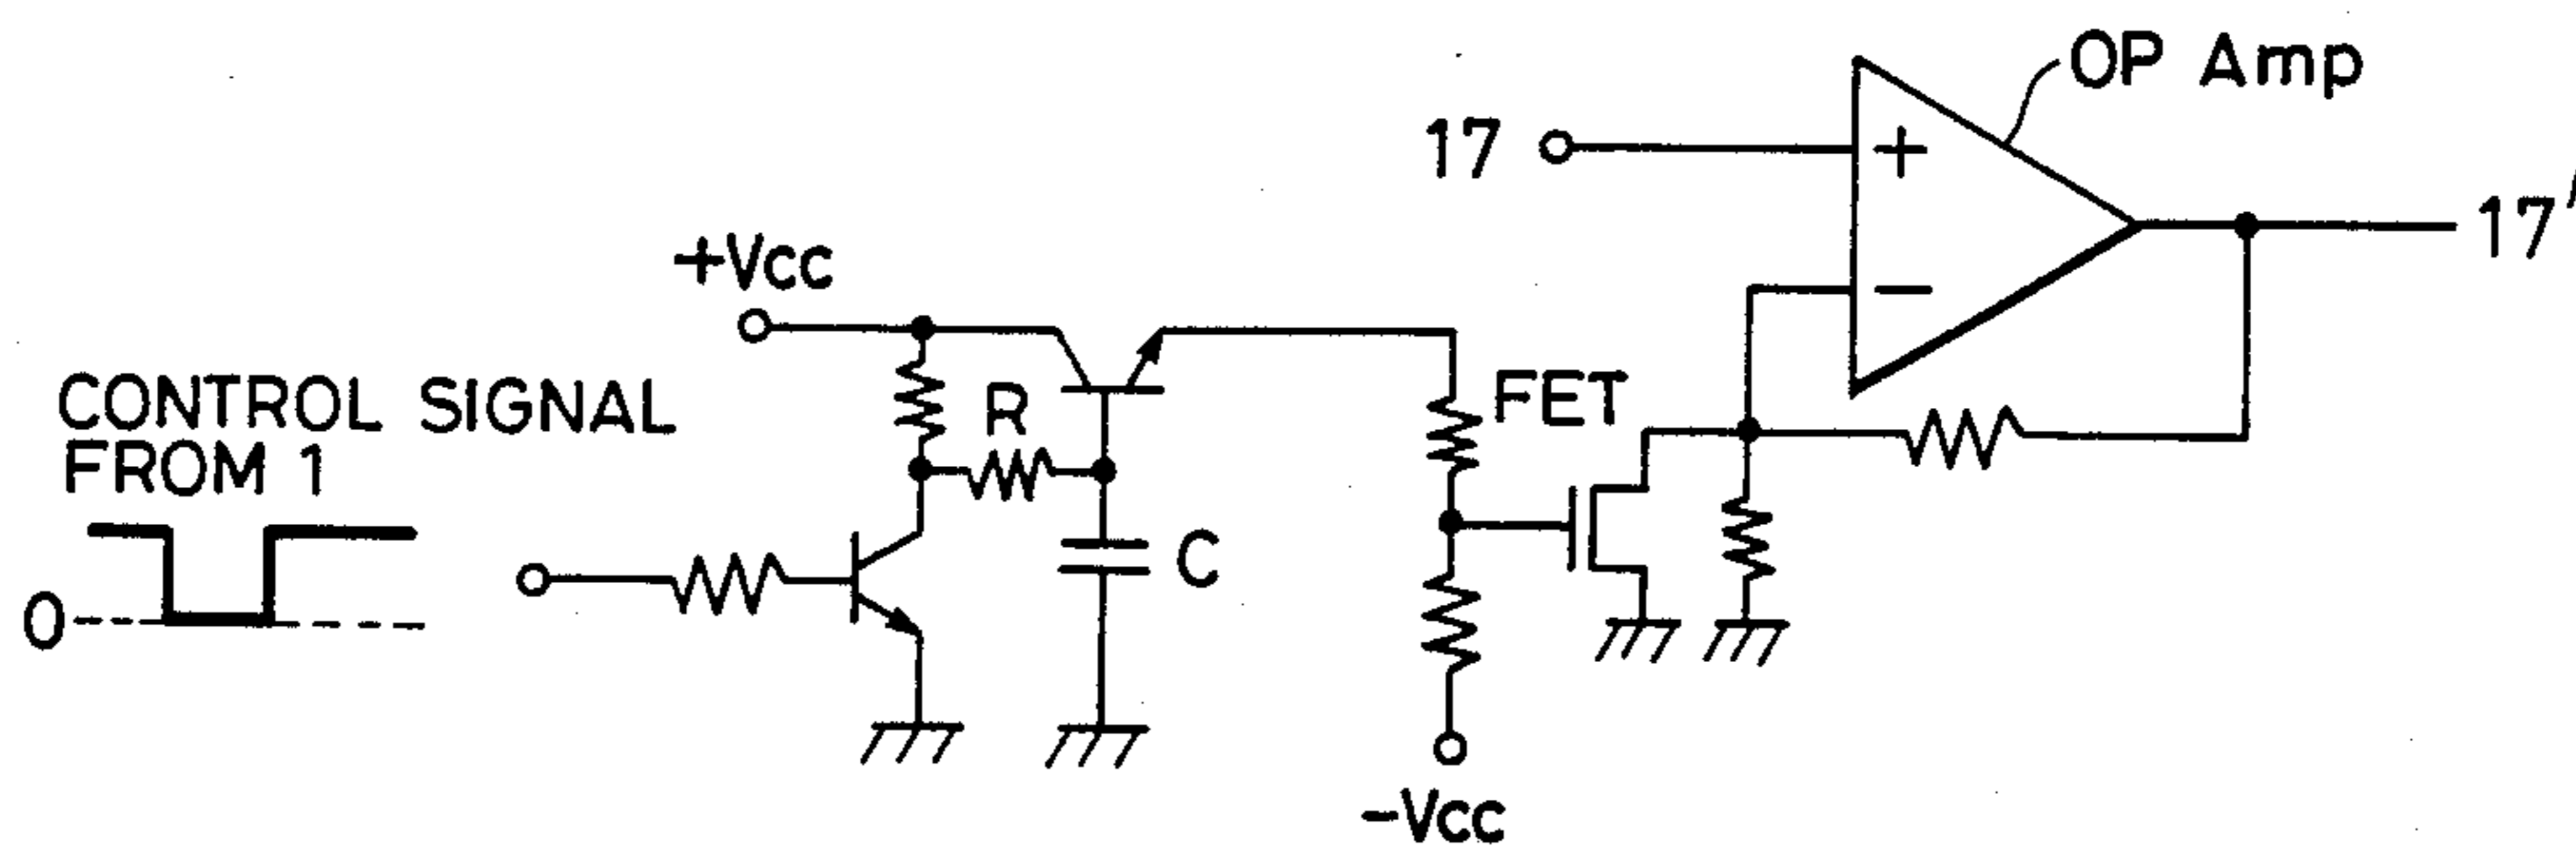 OP Amp
17
17'
+Vcc
CONTROL SIGNAL
FROM 1
R
FET
C
0
-Vcc
+
−